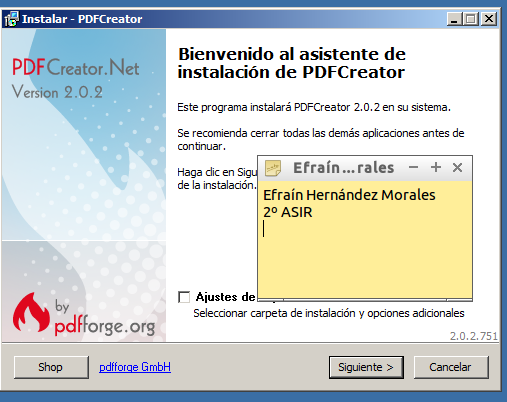 Instalar - PDFCreator
PDFCreator.Net
Version 2.0.2
Bienvenido al asistente de
instalación de PDFCreator
Este programa instalará PDFCreator 2.0.2 en su sistema.
Se recomienda cerrar todas las demás aplicaciones antes de
continuar.
Haga clic en
de la instalación.
Efraín...rales
Efraín Hernández Morales
2º ASIR
Ajustes de
Seleccionar carpeta de instalación y opciones adicionales
by
pdfforge.org
2.0.2.751
Shop
pdfforge GmbH
Siguiente >
Cancelar